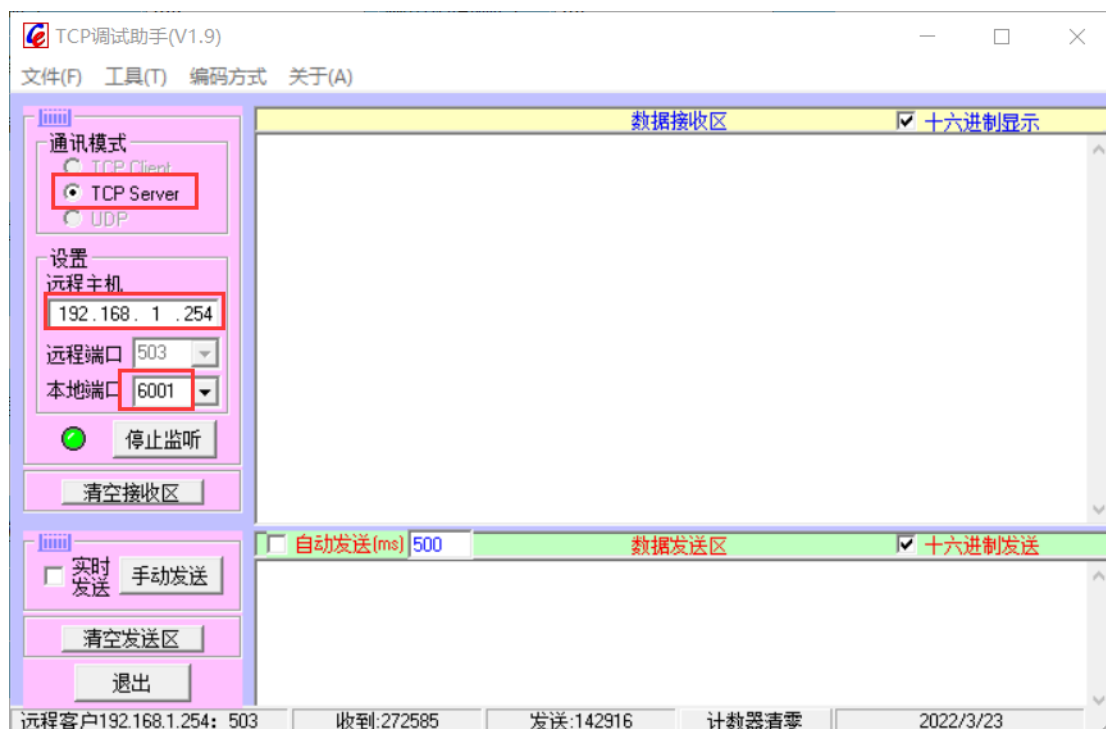 TCP调试助手(V1.9)
文件(F) 工具(T) 编码方式 关于(A)
通讯模式
TCP Client
TCP Server
UDP
设置
远程主机
192.168. 1 .254
远程端口 503
本地端口 6001
停止监听
清空接收区
数据接收区 十六进制显示
自动发送(ms) 500 数据发送区 十六进制发送
实时发送 手动发送
清空发送区
退出
远程客户192.168.1.254: 503 收到:272585 发送:142916 计数器清零 2022/3/23